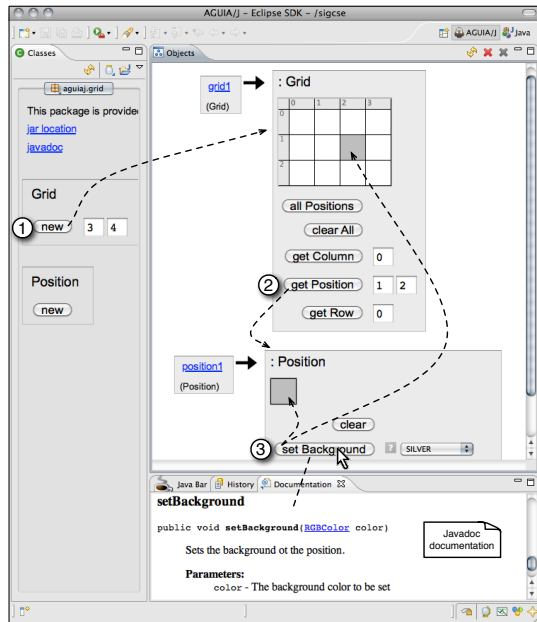 AGUIA/J - Eclipse SDK - /sigcse
AGUIA/J Java
Classes
aguiaj.grid
This package is provide
jar location
javadoc
Grid
1 new 3 4
Position
new
Objects
grid1
(Grid)
: Grid
0 1 2 3
0
1
2
all Positions
clear All
get Column 0
2 get Position 1 2
get Row 0
position1
(Position)
: Position
clear
3 set Background ? SILVER
Java Bar History Documentation
setBackground
public void setBackground(RGBColor color)
Sets the background ot the position.
Parameters:
color - The background color to be set
Javadoc
documentation